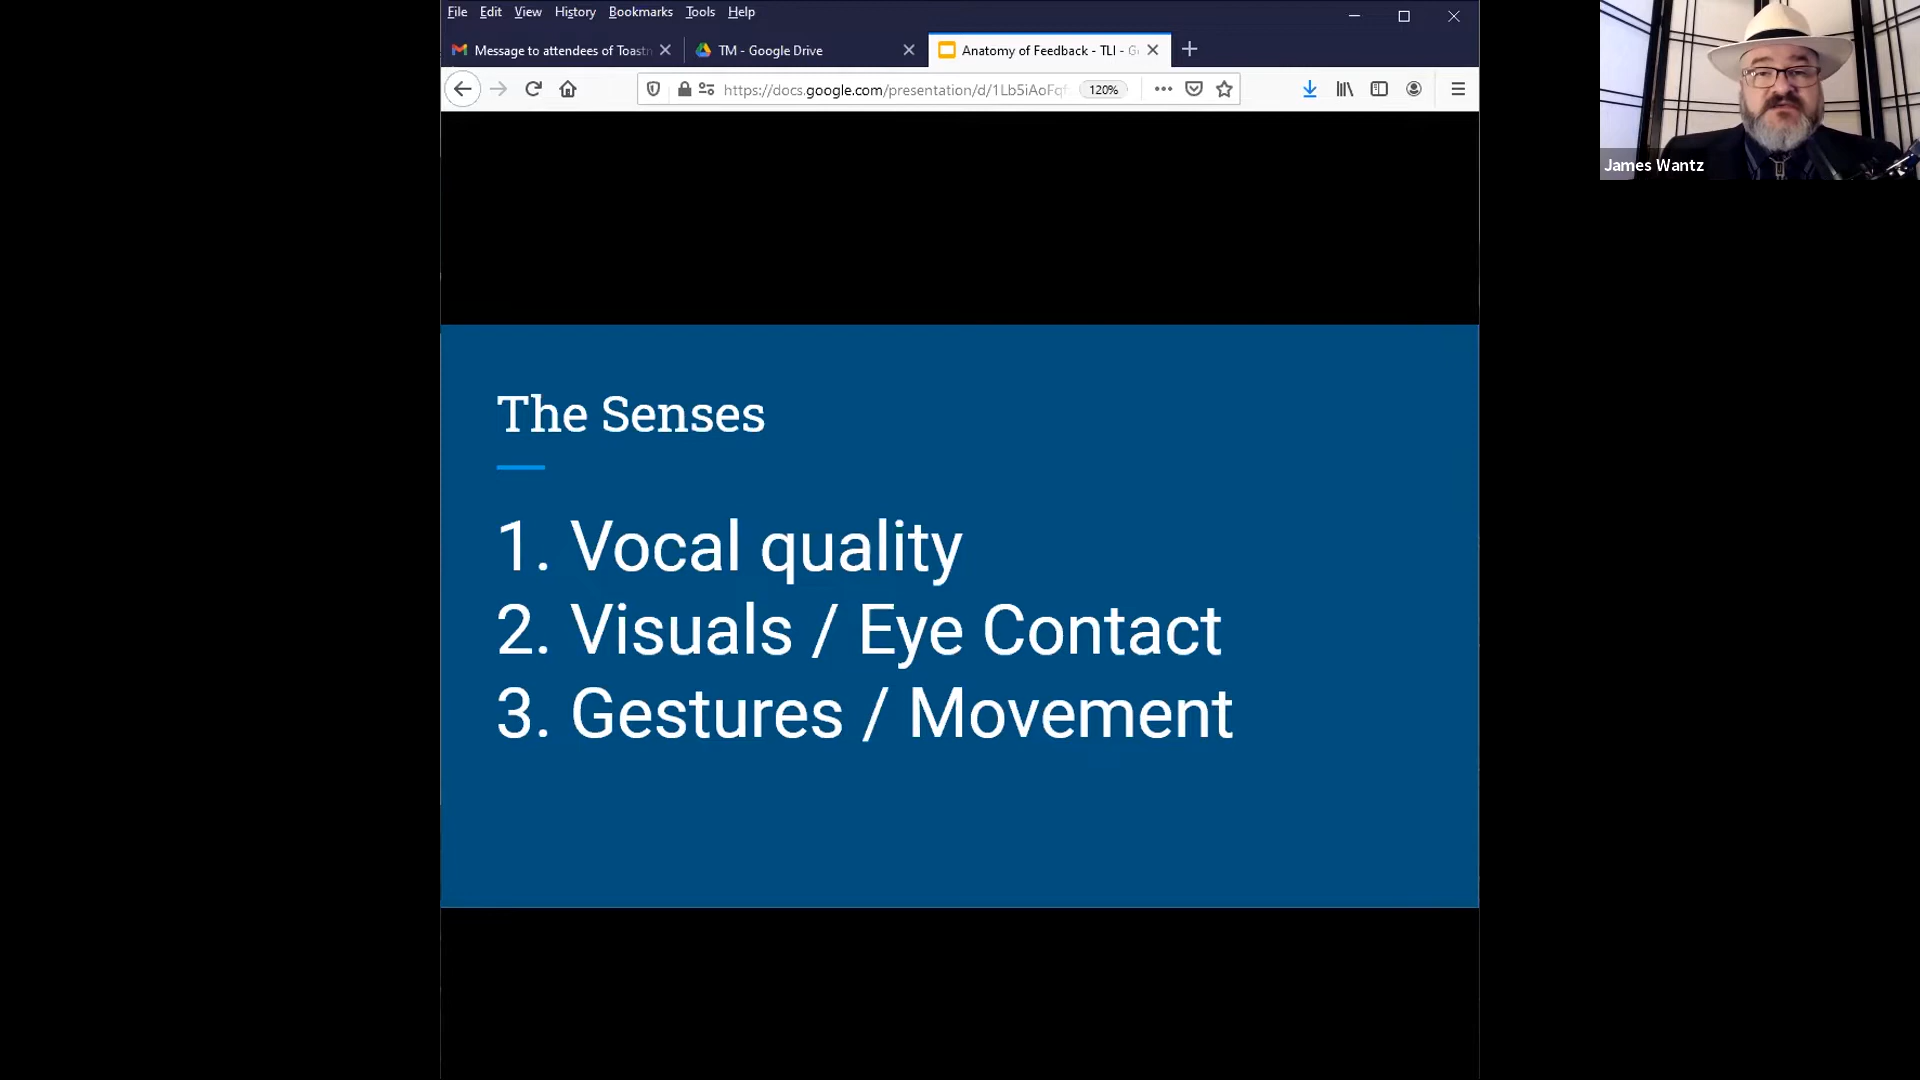 File Edit View History Bookmarks Tools Help
Message to attendees of Toastm
TM - Google Drive
Anatomy of Feedback - TLI - G
https://docs.google.com/presentation/d/1Lb5iAoFqf
120%
James Wantz
The Senses
1. Vocal quality
2. Visuals / Eye Contact
3. Gestures / Movement